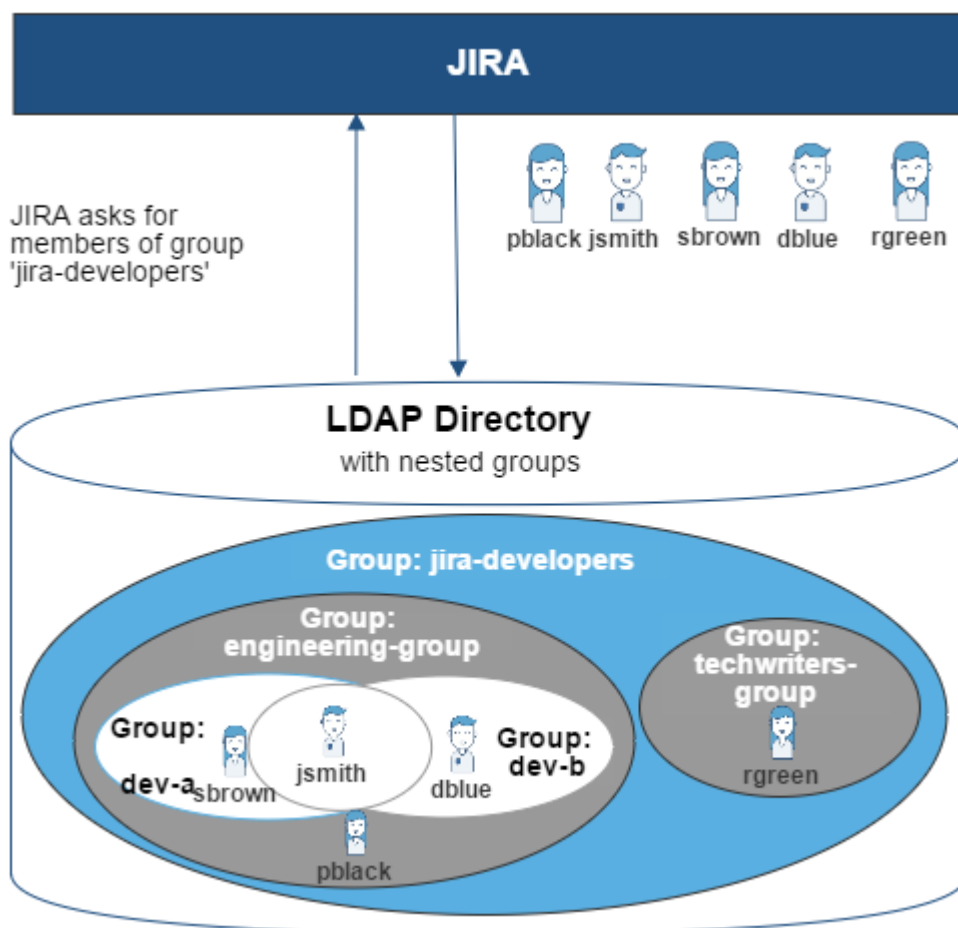 JIRA
JIRA asks for
members of group
'jira-developers'
pblack jsmith sbrown dblue rgreen
LDAP Directory
with nested groups
Group: jira-developers
Group:
engineering-group
Group:
techwriters-
group
Group:
dev-a
sbrown
jsmith
dblue
Group:
dev-b
rgreen
pblack